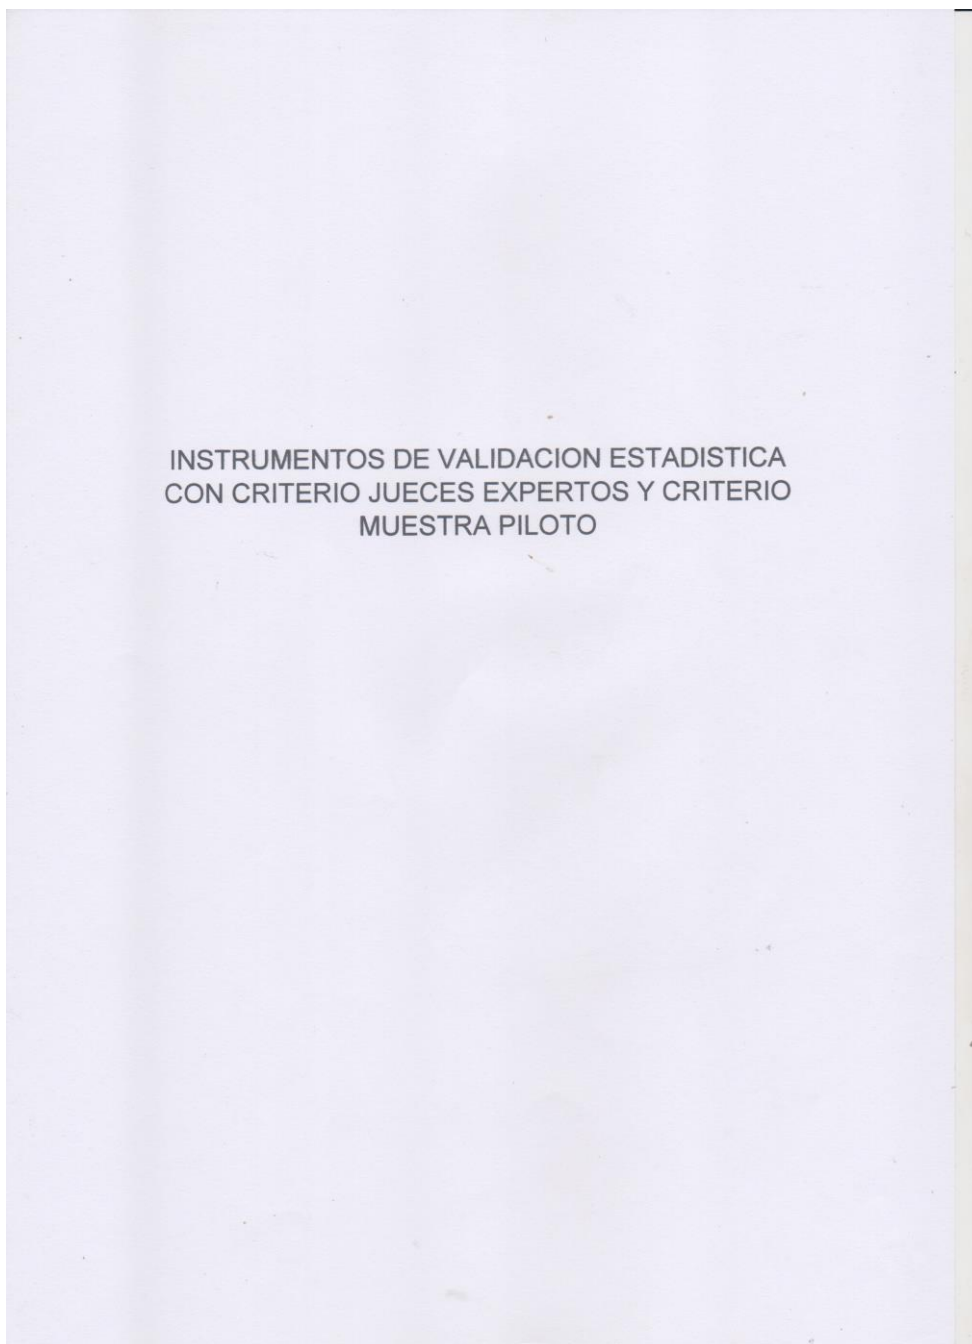 INSTRUMENTOS DE VALIDACION ESTADISTICA
CON CRITERIO JUECES EXPERTOS Y CRITERIO
MUESTRA PILOTO